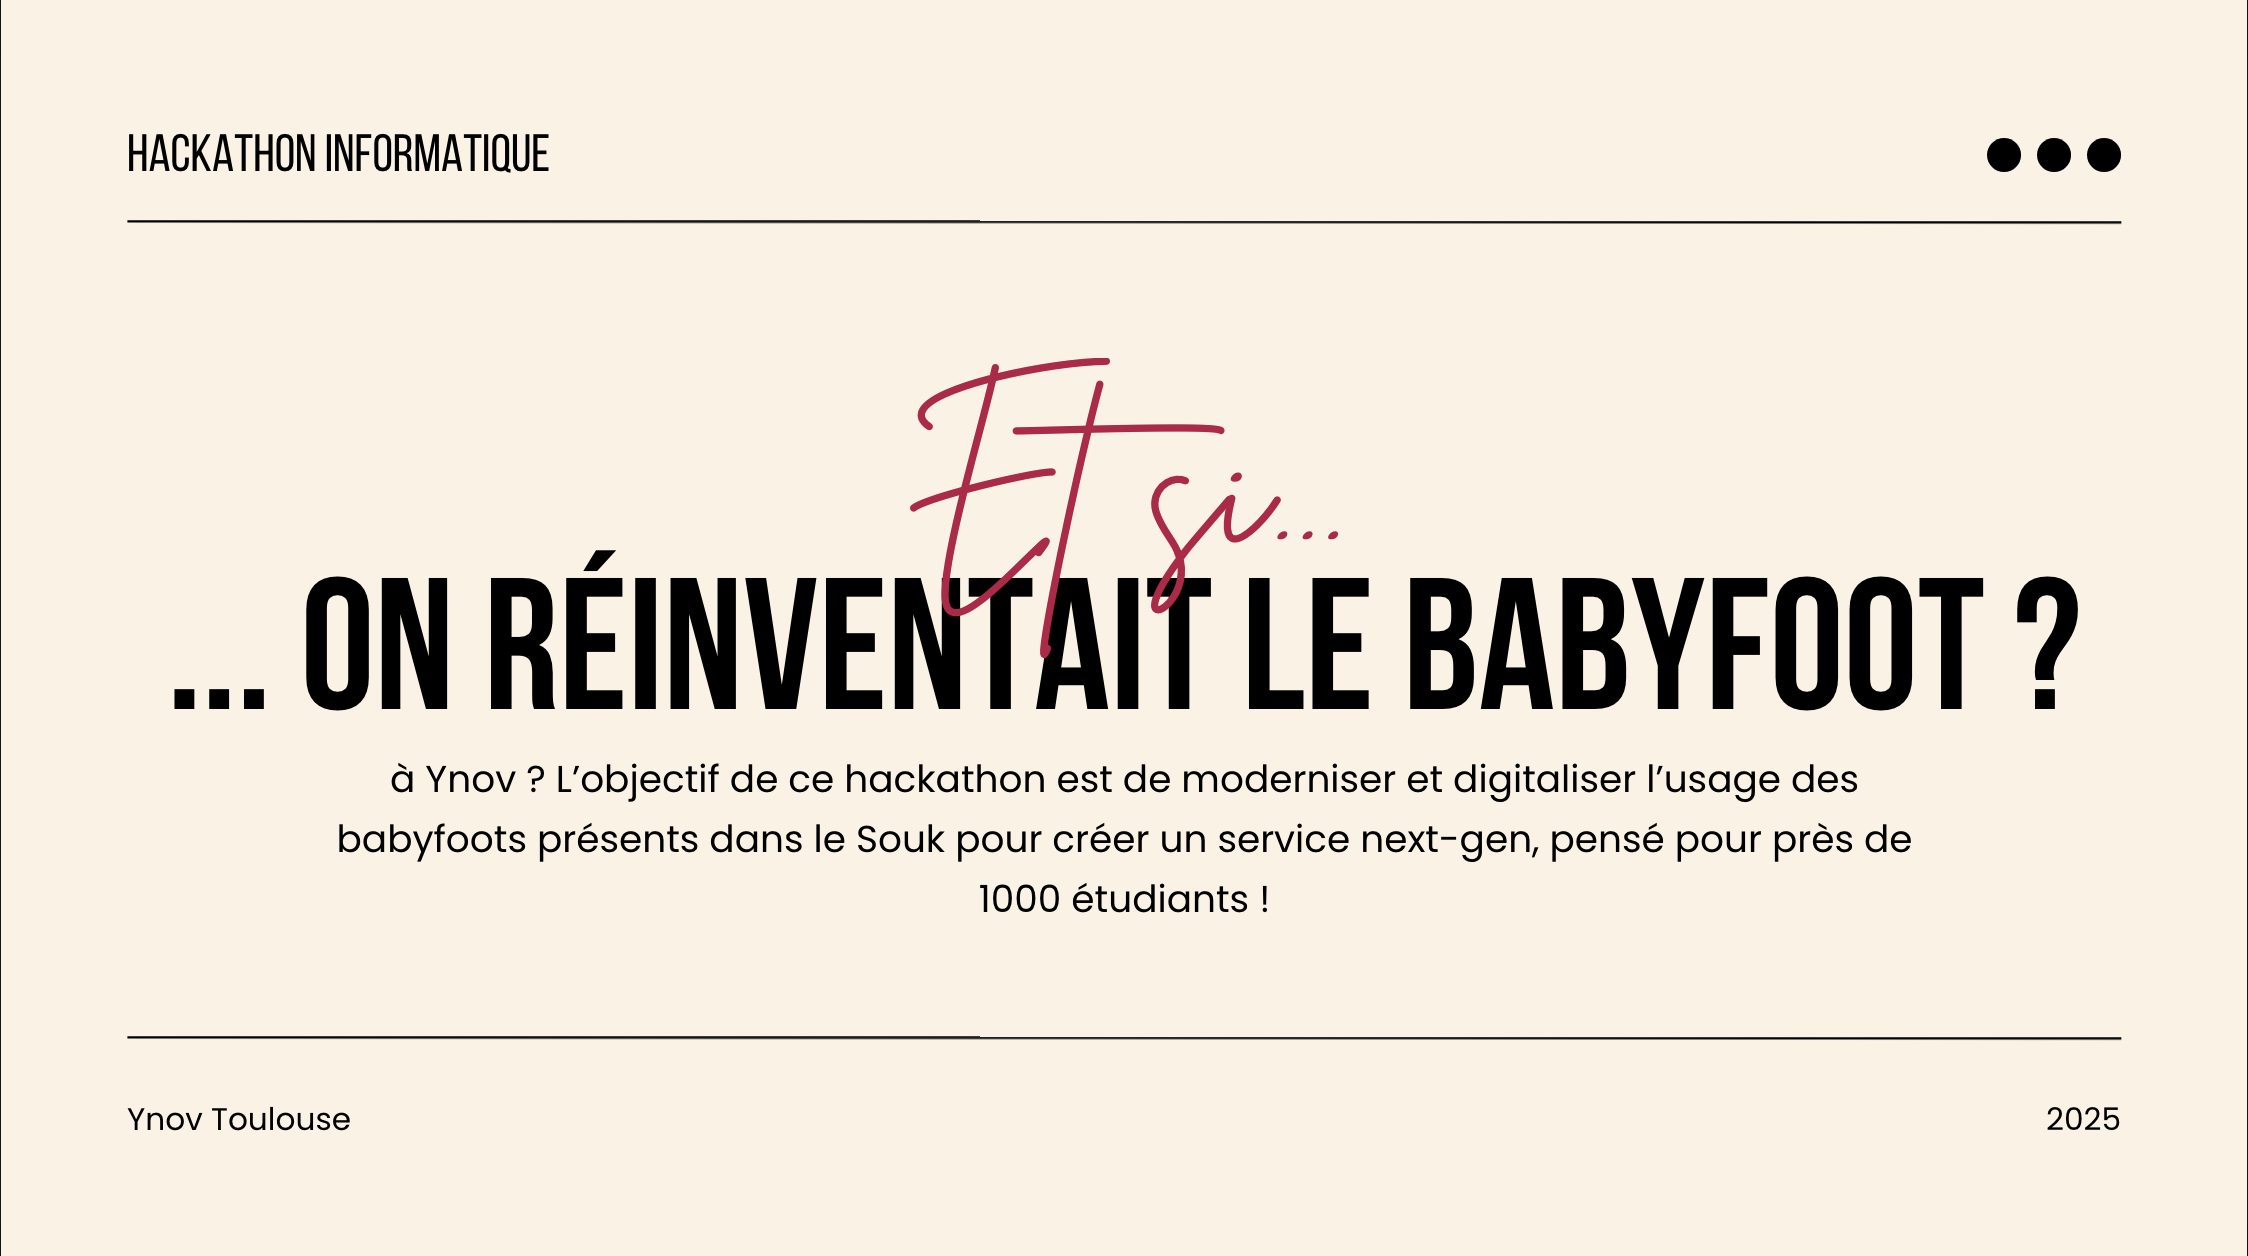 HACKATHON INFORMATIQUE
Et si...
... ON RÉINVENTAIT LE BABYFOOT ?
à Ynov ? L’objectif de ce hackathon est de moderniser et digitaliser l’usage des
babyfoots présents dans le Souk pour créer un service next-gen, pensé pour près de
1000 étudiants !
Ynov Toulouse
2025